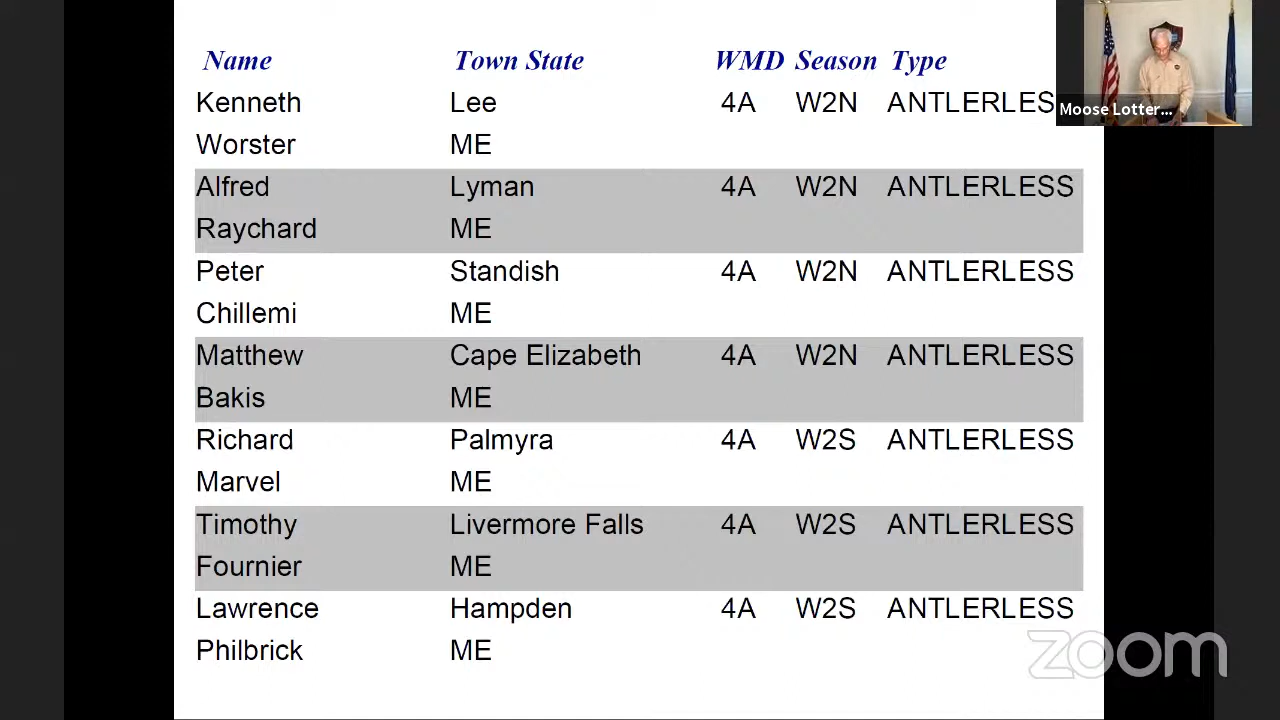 Name Town State WMD Season Type
Kenneth Lee 4A W2N ANTLERLES
Worster ME
Alfred Lyman 4A W2N ANTLERLESS
Raychard ME
Peter Standish 4A W2N ANTLERLESS
Chillemi ME
Matthew Cape Elizabeth 4A W2N ANTLERLESS
Bakis ME
Richard Palmyra 4A W2S ANTLERLESS
Marvel ME
Timothy Livermore Falls 4A W2S ANTLERLESS
Fournier ME
Lawrence Hampden 4A W2S ANTLERLESS
Philbrick ME
Moose Lotter...
zoom